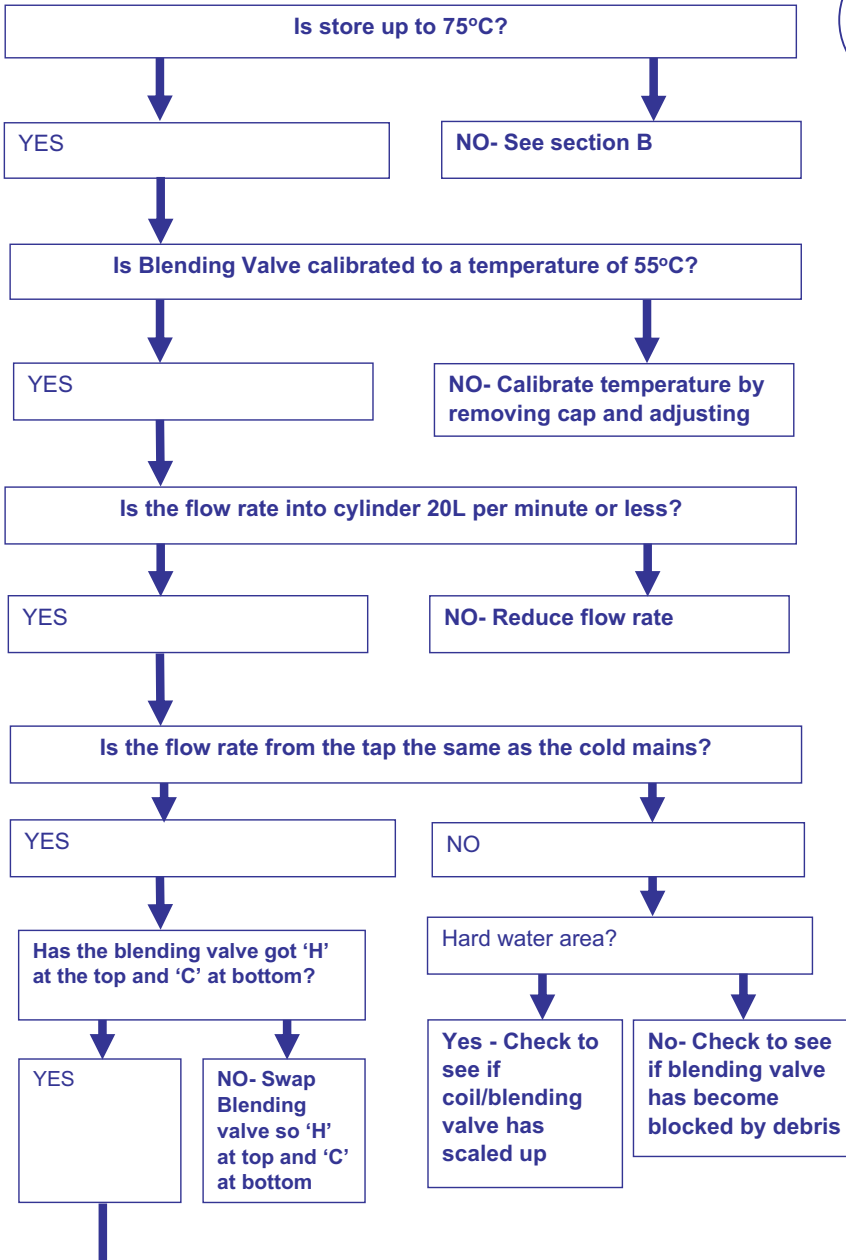 Is store up to 75°C?
YES
NO- See section B
Is Blending Valve calibrated to a temperature of 55°C?
YES
NO- Calibrate temperature by
removing cap and adjusting
Is the flow rate into cylinder 20L per minute or less?
YES
NO- Reduce flow rate
Is the flow rate from the tap the same as the cold mains?
YES
NO
Has the blending valve got ‘H’
at the top and ‘C’ at bottom?
Hard water area?
YES
NO- Swap
Blending
valve so ‘H’
at top and ‘C’
at bottom
Yes - Check to
see if
coil/blending
valve has
scaled up
No- Check to see
if blending valve
has become
blocked by debris